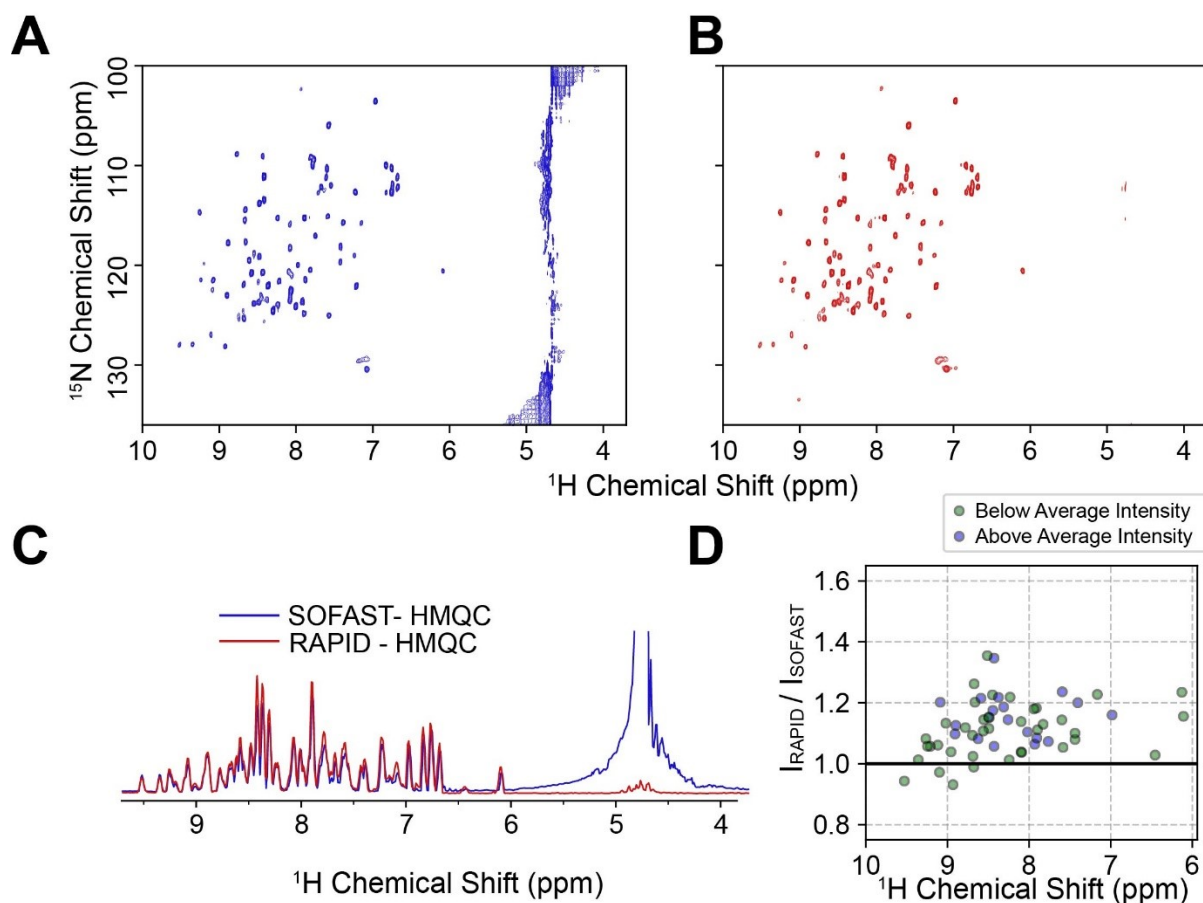 A
B
100
110
120
130
¹⁵N Chemical Shift (ppm)
10 9 8 7 6 5 4
10 9 8 7 6 5 4
¹H Chemical Shift (ppm)
C
SOFAST- HMQC
RAPID - HMQC
9 8 7 6 5 4
¹H Chemical Shift (ppm)
D
Below Average Intensity
Above Average Intensity
1.6
1.4
1.2
1.0
0.8
I_RAPID / I_SOFAST
10 9 8 7 6
¹H Chemical Shift (ppm)